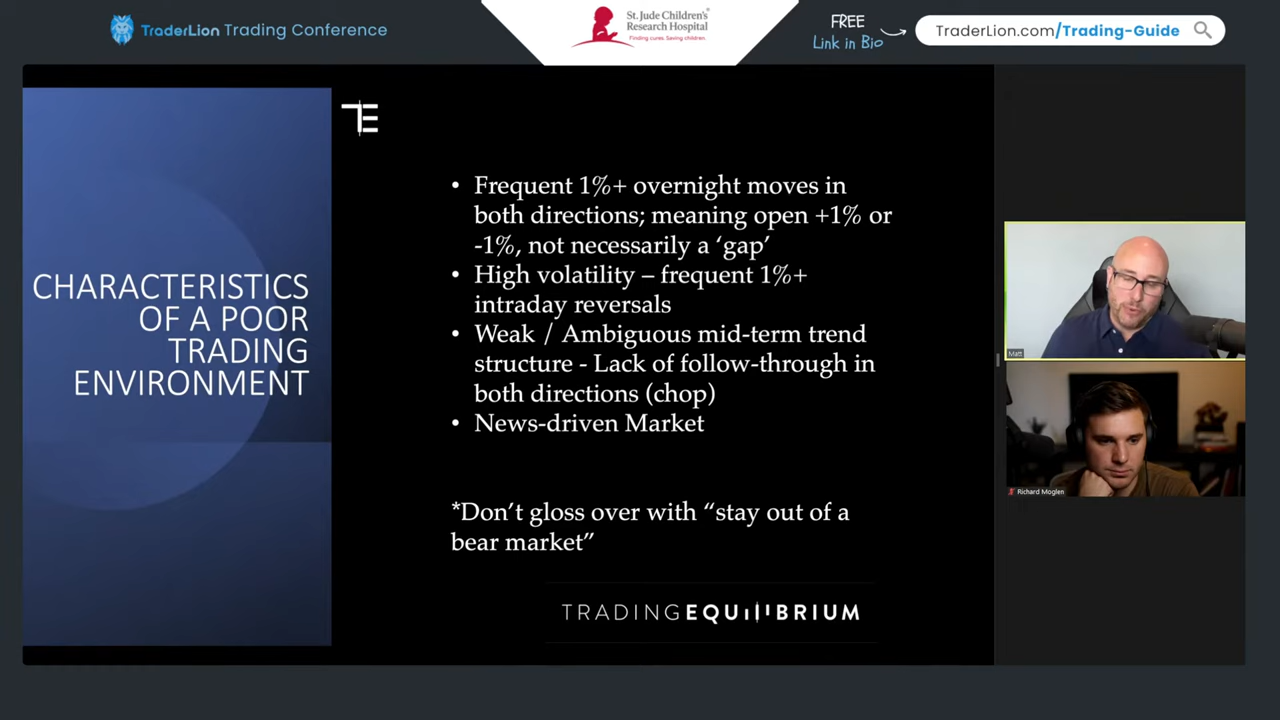 TraderLion Trading Conference
St. Jude Children's
Research Hospital
Finding cures. Saving children.
FREE
Link in Bio
TraderLion.com/Trading-Guide
TE
CHARACTERISTICS
OF A POOR
TRADING
ENVIRONMENT
• Frequent 1%+ overnight moves in
both directions; meaning open +1% or
-1%, not necessarily a ‘gap’
• High volatility – frequent 1%+
intraday reversals
• Weak / Ambiguous mid-term trend
structure - Lack of follow-through in
both directions (chop)
• News-driven Market
*Don’t gloss over with “stay out of a
bear market”
TRADINGEQUILIBRIUM
Matt
Richard Moglen